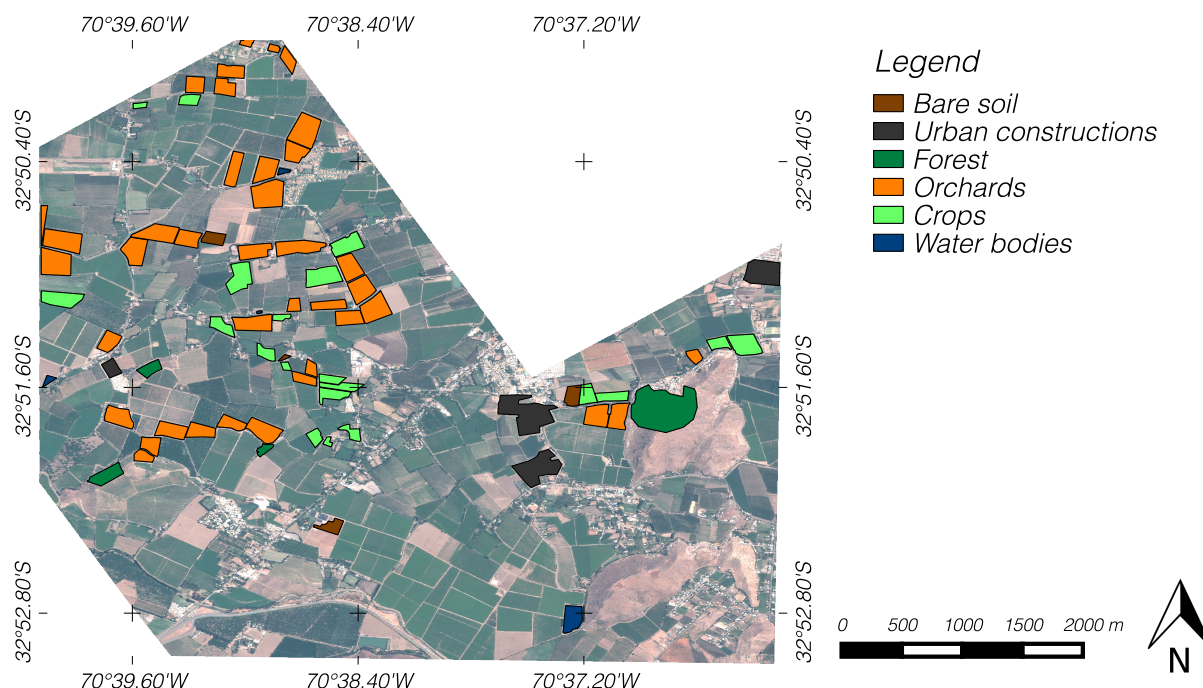 70°39.60'W 70°38.40'W 70°37.20'W
Legend
Bare soil
Urban constructions
Forest
Orchards
Crops
Water bodies
32°50.40'S 32°50.40'S
32°51.60'S 32°51.60'S
32°52.80'S 32°52.80'S
0 500 1000 1500 2000 m
N
70°39.60'W 70°38.40'W 70°37.20'W